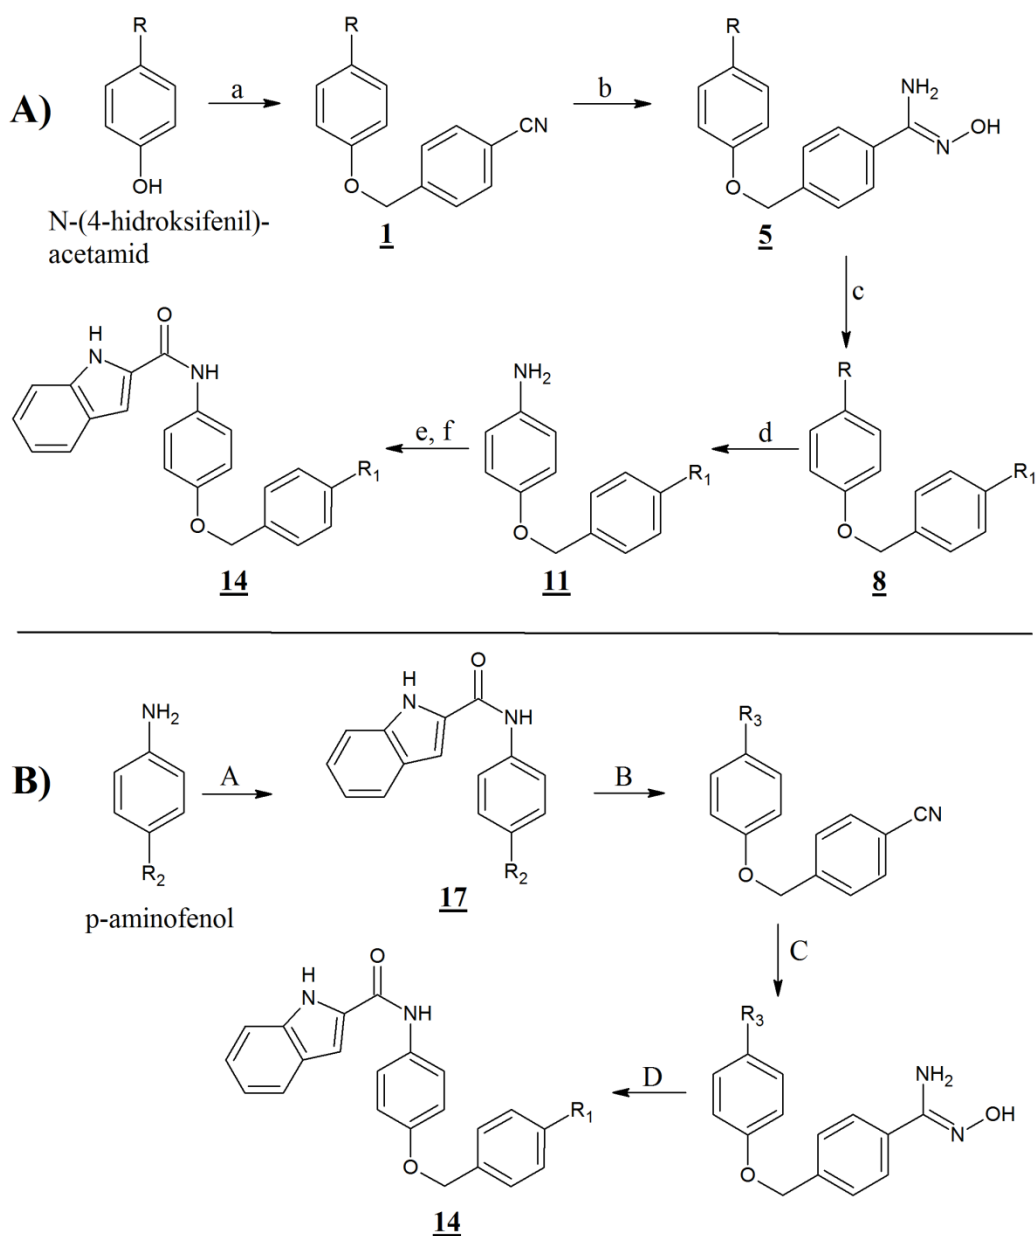 A)
R
OH
N-(4-hidroksifenil)-
acetamid
a
R
O
CN
1
b
R
O
NH2
N
OH
5
c
R
O
R1
8
d
NH2
O
R1
11
e, f
H
N
O
NH
O
R1
14
B)
NH2
R2
p-aminofenol
A
H
N
O
NH
R2
17
B
R3
O
CN
C
R3
O
NH2
N
OH
D
H
N
O
NH
O
R1
14